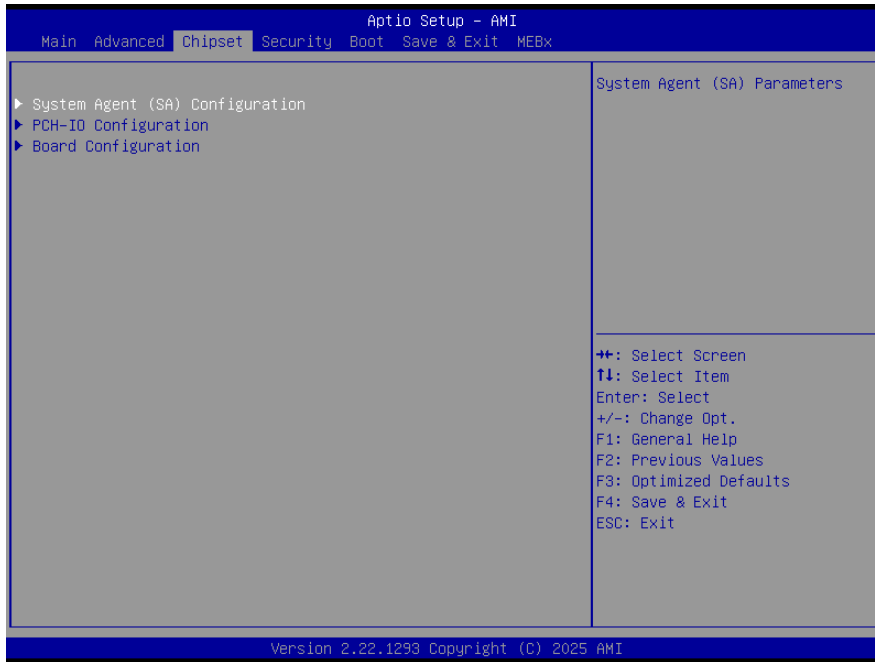 Aptio Setup - AMI
Main Advanced Chipset Security Boot Save & Exit MEBx
System Agent (SA) Configuration
PCH-IO Configuration
Board Configuration
System Agent (SA) Parameters
→←: Select Screen
↑↓: Select Item
Enter: Select
+/-: Change Opt.
F1: General Help
F2: Previous Values
F3: Optimized Defaults
F4: Save & Exit
ESC: Exit
Version 2.22.1293 Copyright (C) 2025 AMI